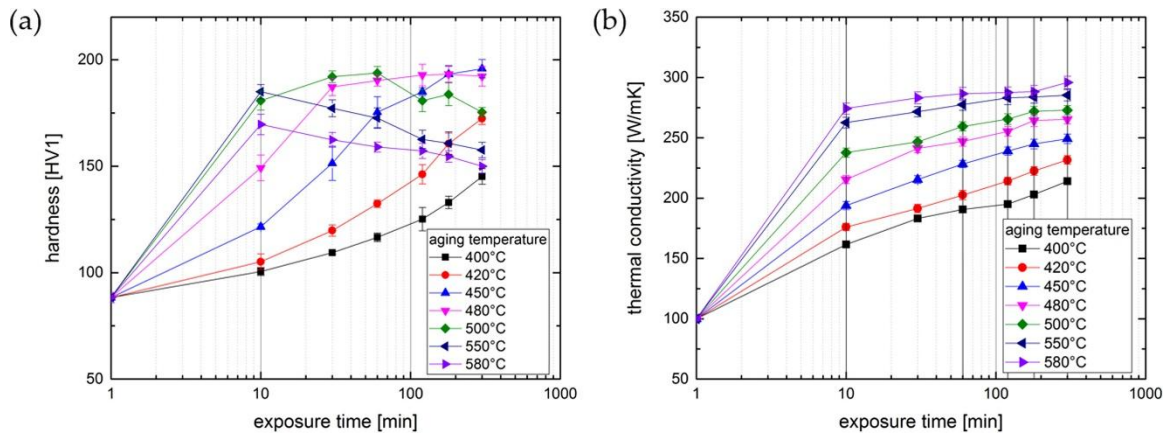 (a)
hardness [HV1]
200
150
100
50
aging temperature
400°C
420°C
450°C
480°C
500°C
550°C
580°C
1
10
100
1000
exposure time [min]
(b)
thermal conductivity [W/mK]
350
300
250
200
150
100
50
aging temperature
400°C
420°C
450°C
480°C
500°C
550°C
580°C
1
10
100
1000
exposure time [min]